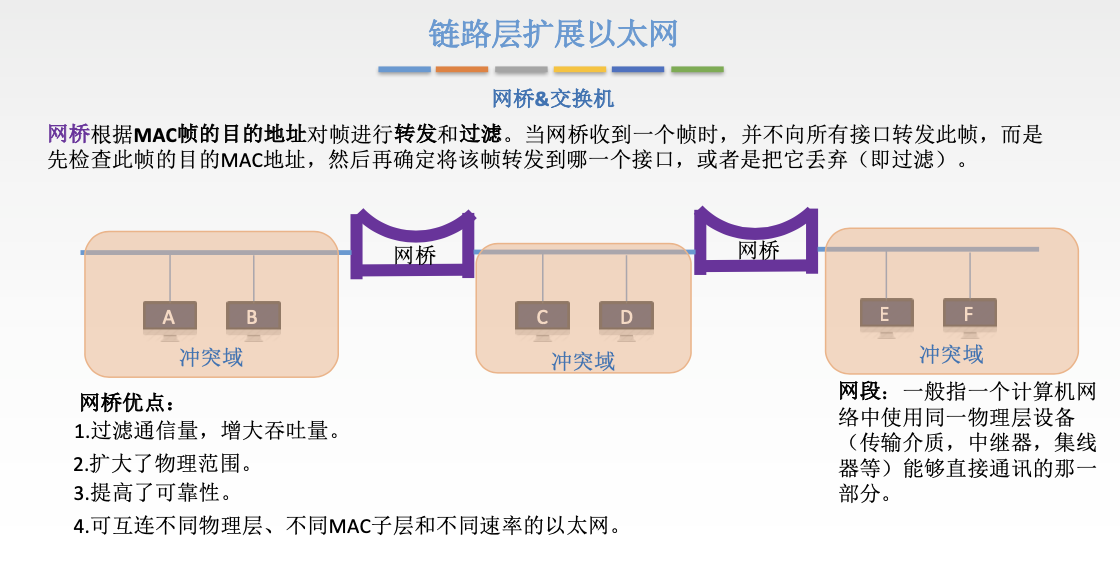 链路层扩展以太网
网桥&交换机
网桥根据MAC帧的目的地址对帧进行转发和过滤。当网桥收到一个帧时，并不向所有接口转发此帧，而是
先检查此帧的目的MAC地址，然后再确定将该帧转发到哪一个接口，或者是把它丢弃（即过滤）。
网桥
网桥
A
B
C
D
E
F
冲突域
冲突域
冲突域
网桥优点：
1.过滤通信量，增大吞吐量。
2.扩大了物理范围。
3.提高了可靠性。
4.可互连不同物理层、不同MAC子层和不同速率的以太网。
网段：一般指一个计算机网
络中使用同一物理层设备
（传输介质，中继器，集线
器等）能够直接通讯的那一
部分。